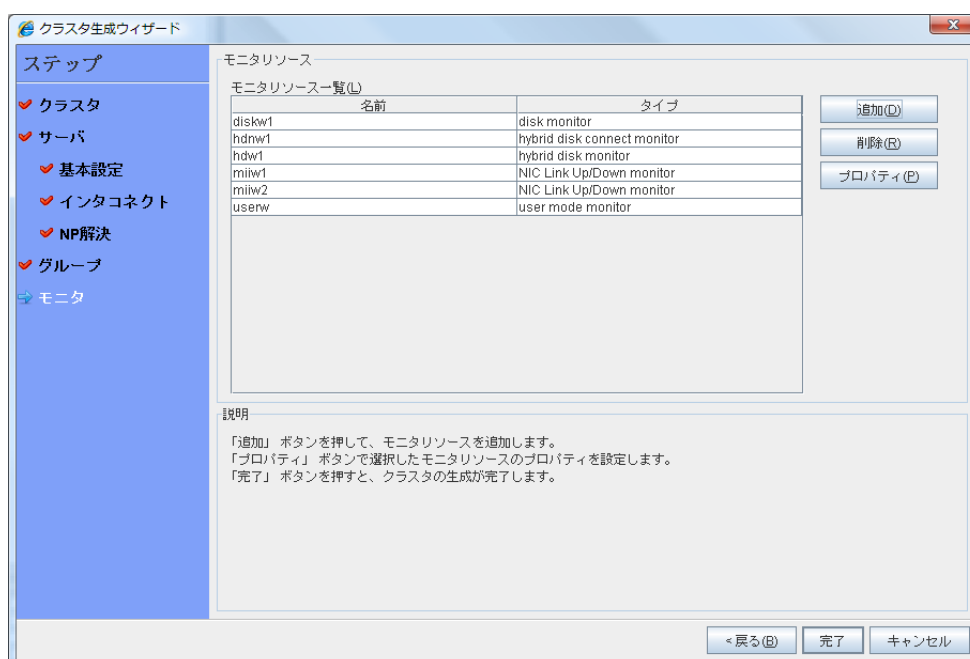 クラスタ生成ウィザード
ステップ
クラスタ
サーバ
基本設定
インタコネクト
NP解決
グループ
モニタ
モニタリソース
モニタリソース一覧(L)
名前 タイプ
diskw1 disk monitor
hdnw1 hybrid disk connect monitor
hdw1 hybrid disk monitor
miiw1 NIC Link Up/Down monitor
miiw2 NIC Link Up/Down monitor
userw user mode monitor
追加(D)
削除(R)
プロパティ(P)
説明
「追加」 ボタンを押して、モニタリソースを追加します。
「プロパティ」 ボタンで選択したモニタリソースのプロパティを設定します。
「完了」 ボタンを押すと、クラスタの生成が完了します。
<戻る(B) 完了 キャンセル